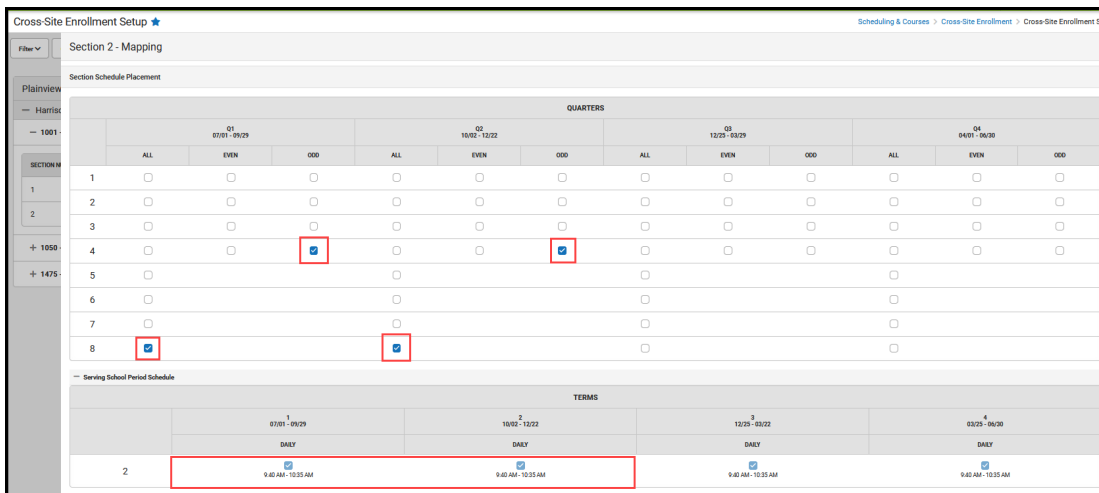 Cross-Site Enrollment Setup
Scheduling & Courses > Cross-Site Enrollment > Cross-Site Enrollment S
Filter
Section 2 - Mapping
Section Schedule Placement
Plainview
Harriso
1001 -
SECTION N
1
2
1050 -
1475 -
QUARTERS
Q1 Q2 Q3 Q4
07/01 - 09/29 10/02 - 12/22 12/25 - 03/29 04/01 - 06/30
ALL EVEN ODD ALL EVEN ODD ALL EVEN ODD ALL EVEN ODD
1
2
3
4
5
6
7
8
Serving School Period Schedule
TERMS
1 2 3 4
07/01 - 09/29 10/02 - 12/22 12/25 - 03/22 03/25 - 06/30
DAILY DAILY DAILY DAILY
2
9:40 AM - 10:35 AM 9:40 AM - 10:35 AM 9:40 AM - 10:35 AM 9:40 AM - 10:35 AM